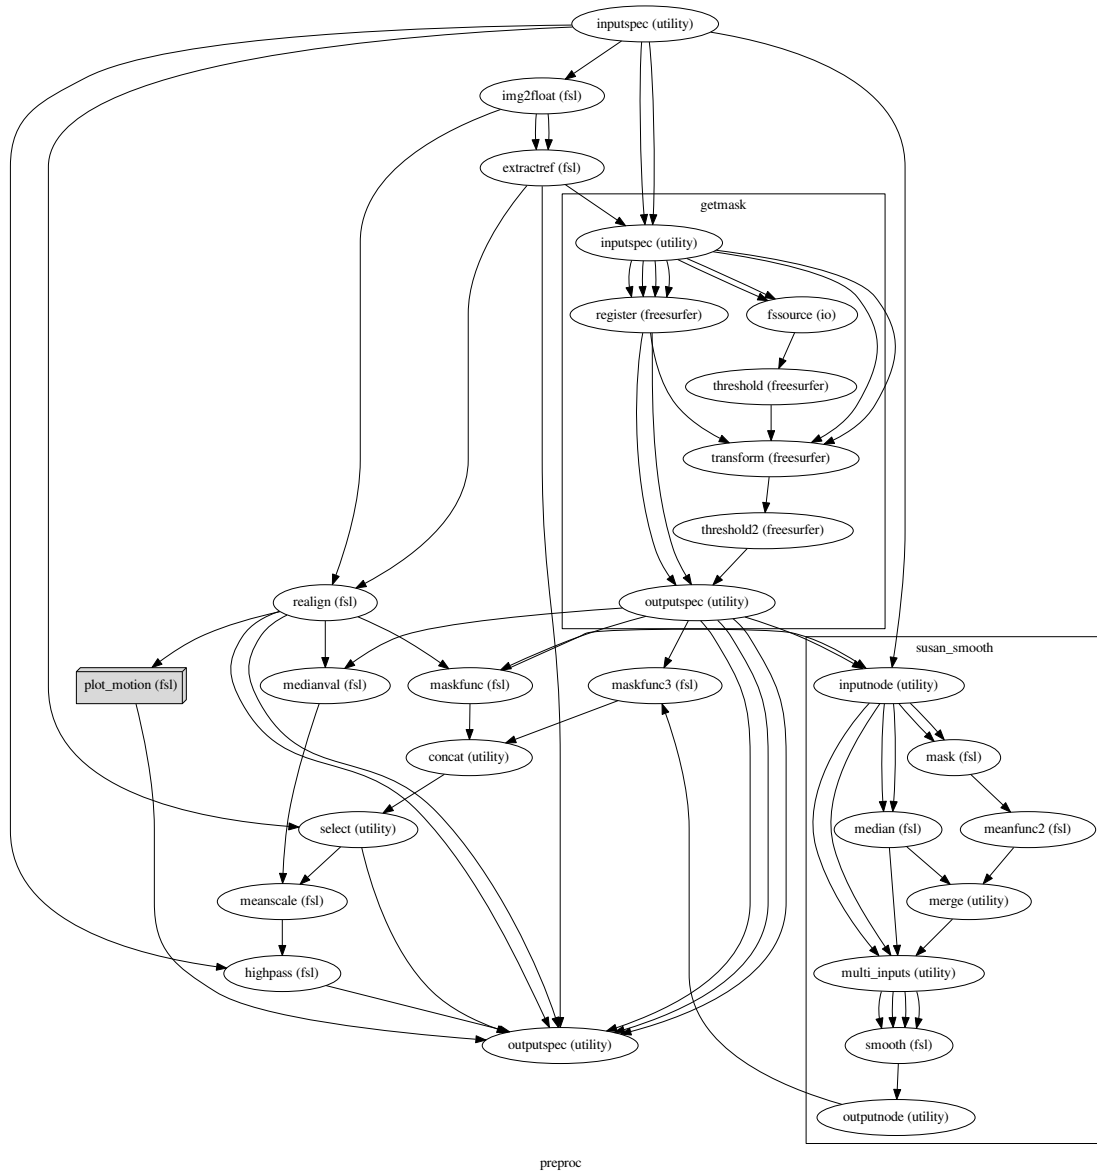 inputspec (utility)
img2float (fsl)
extractref (fsl)
getmask
inputspec (utility)
register (freesurfer)
fssource (io)
threshold (freesurfer)
transform (freesurfer)
threshold2 (freesurfer)
realign (fsl)
outputspec (utility)
susan_smooth
plot_motion (fsl)
medianval (fsl)
maskfunc (fsl)
maskfunc3 (fsl)
inputnode (utility)
concat (utility)
mask (fsl)
select (utility)
median (fsl)
meanfunc2 (fsl)
meanscale (fsl)
merge (utility)
highpass (fsl)
multi_inputs (utility)
outputspec (utility)
smooth (fsl)
outputnode (utility)
preproc